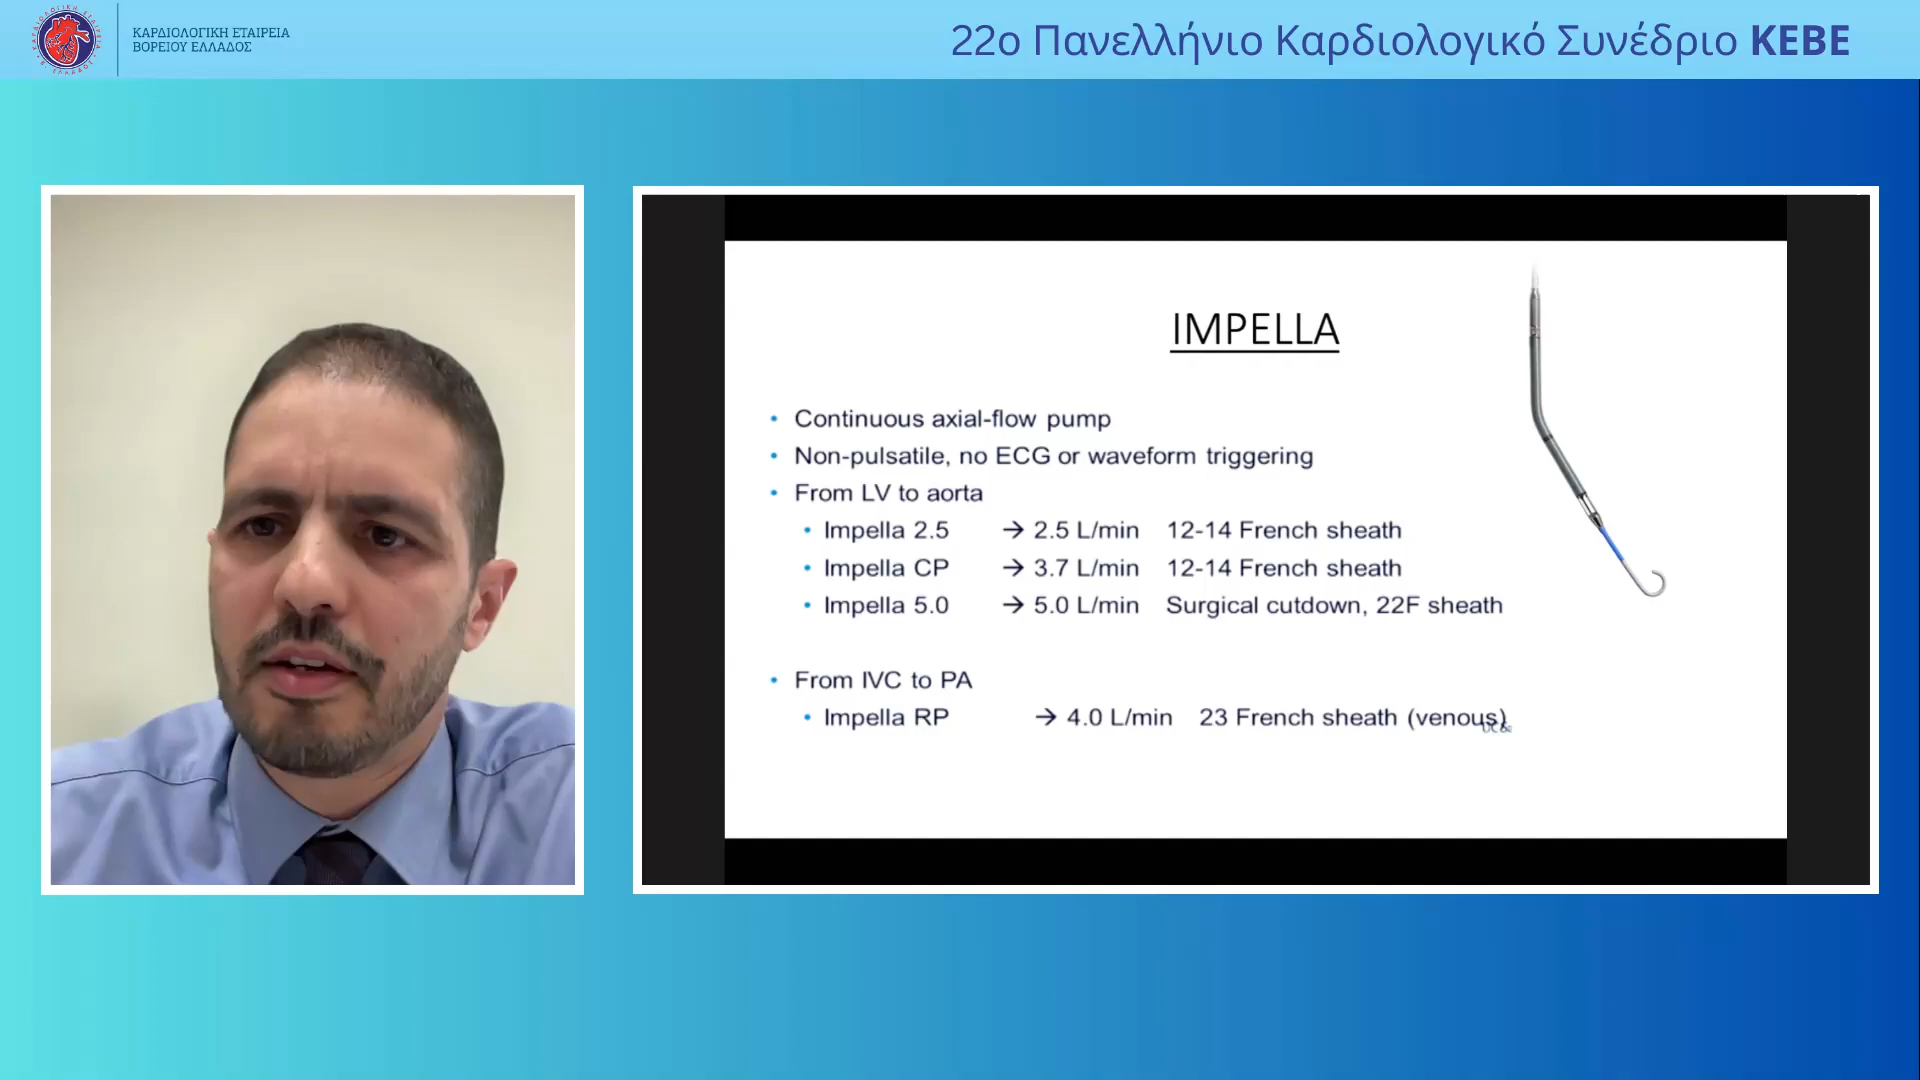 ΚΑΡΔΙΟΛΟΓΙΚΗ ΕΤΑΙΡΕΙΑ
ΒΟΡΕΙΟΥ ΕΛΛΑΔΟΣ
22ο Πανελλήνιο Καρδιολογικό Συνέδριο ΚΕΒΕ
IMPELLA
• Continuous axial-flow pump
• Non-pulsatile, no ECG or waveform triggering
• From LV to aorta
• Impella 2.5 → 2.5 L/min 12-14 French sheath
• Impella CP → 3.7 L/min 12-14 French sheath
• Impella 5.0 → 5.0 L/min Surgical cutdown, 22F sheath
• From IVC to PA
• Impella RP → 4.0 L/min 23 French sheath (venous)